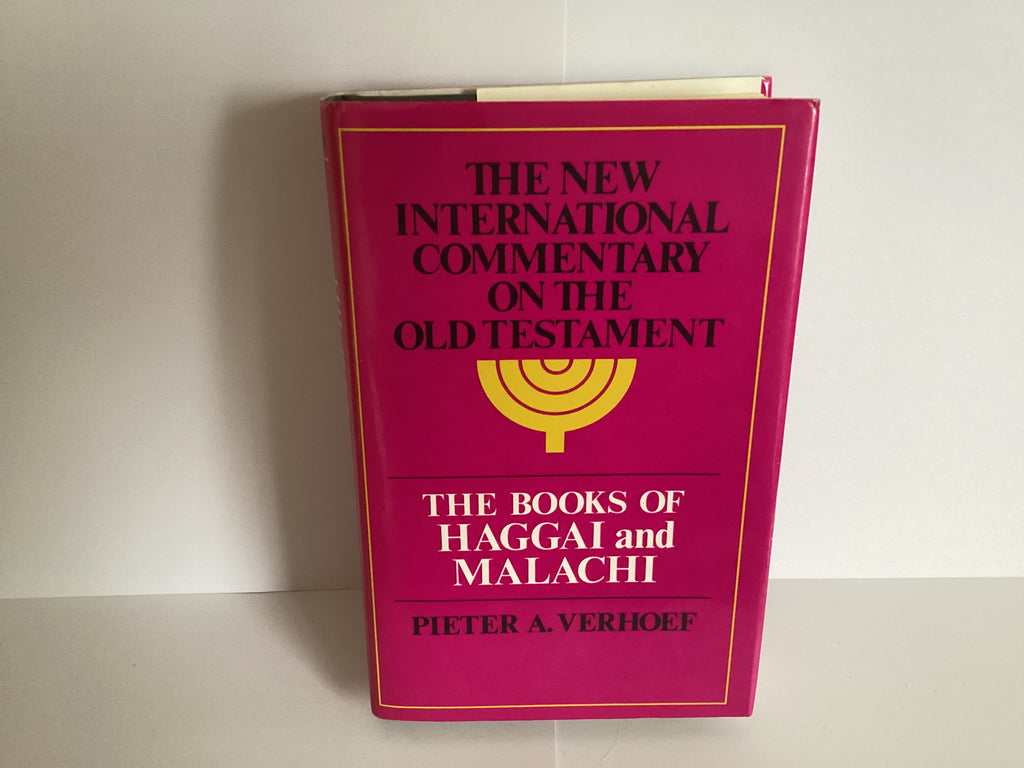 THE NEW
INTERNATIONAL
COMMENTARY
ON THE
OLD TESTAMENT
THE BOOKS OF
HAGGAI and
MALACHI
PIETER A. VERHOEF